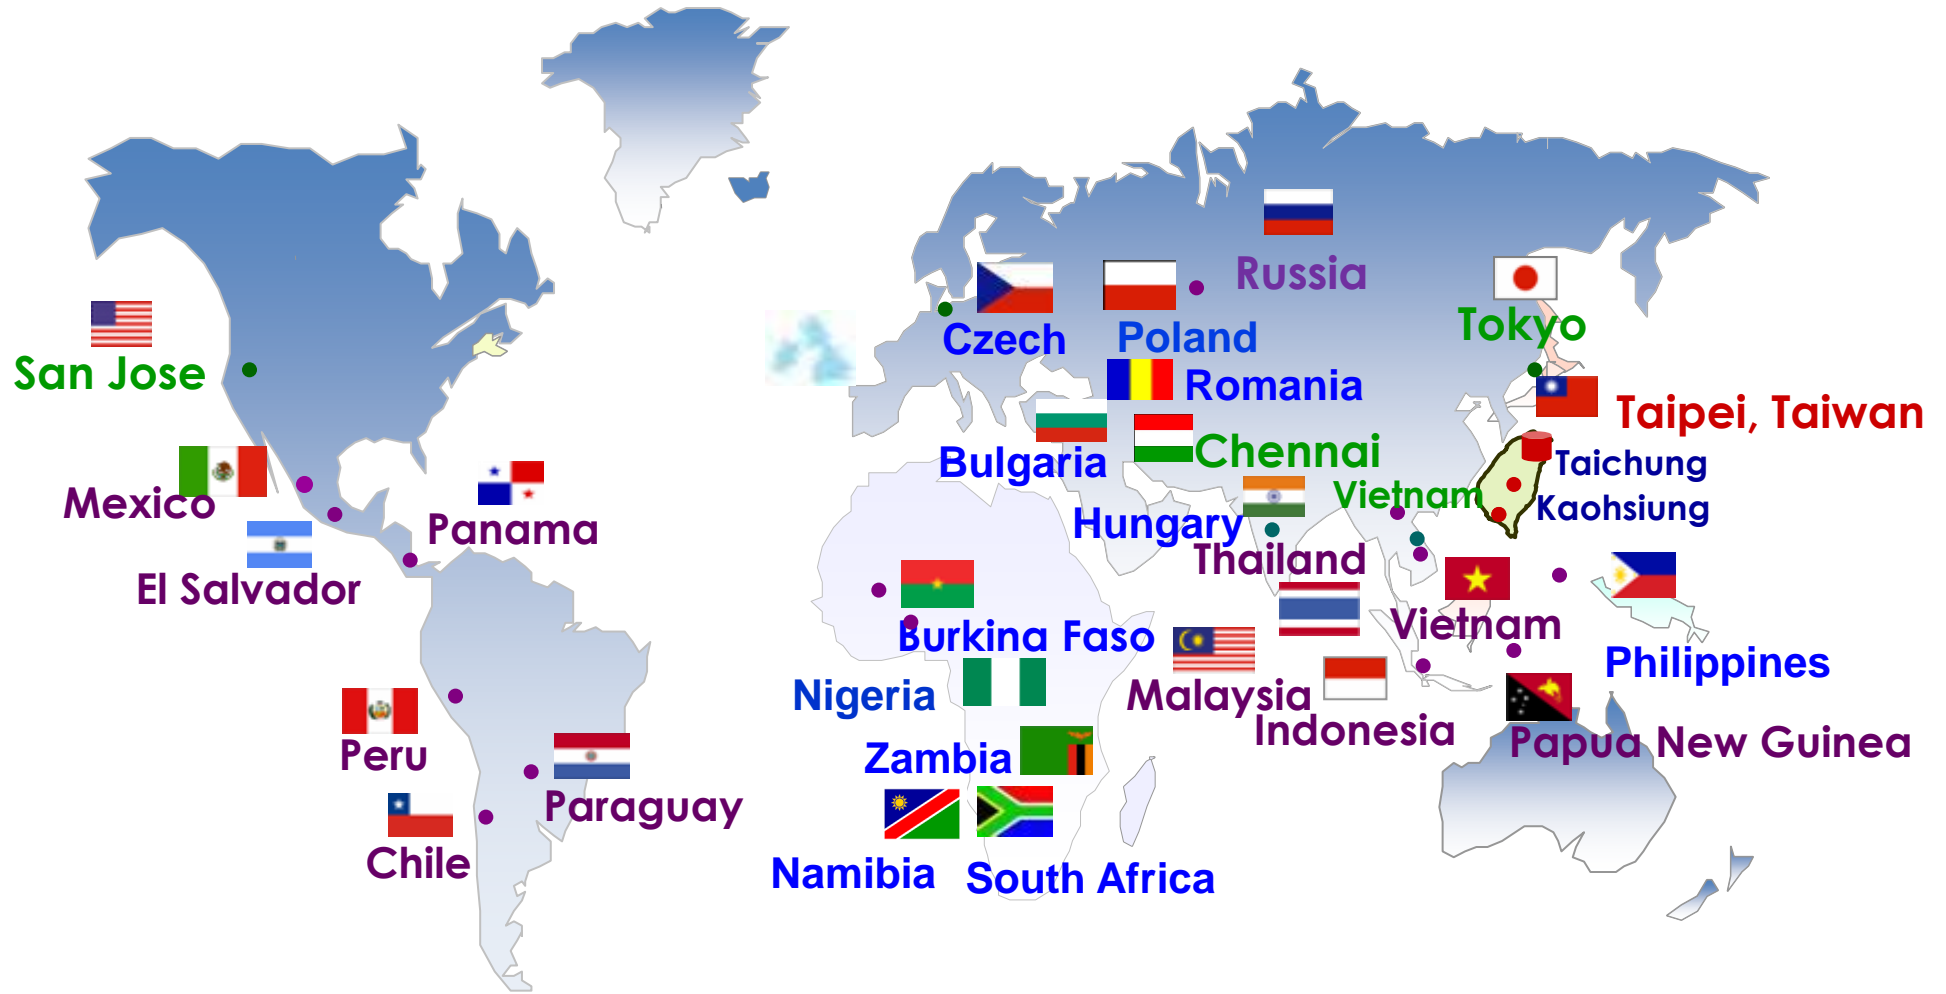 Russia
Tokyo
Czech
Poland
San Jose
Romania
Taipei, Taiwan
Bulgaria
Chennai
Taichung
Mexico
Panama
Hungary
Vietnam
Kaohsiung
El Salvador
Thailand
Burkina Faso
Vietnam
Philippines
Nigeria
Malaysia
Indonesia
Papua New Guinea
Peru
Zambia
Paraguay
Chile
Namibia
South Africa